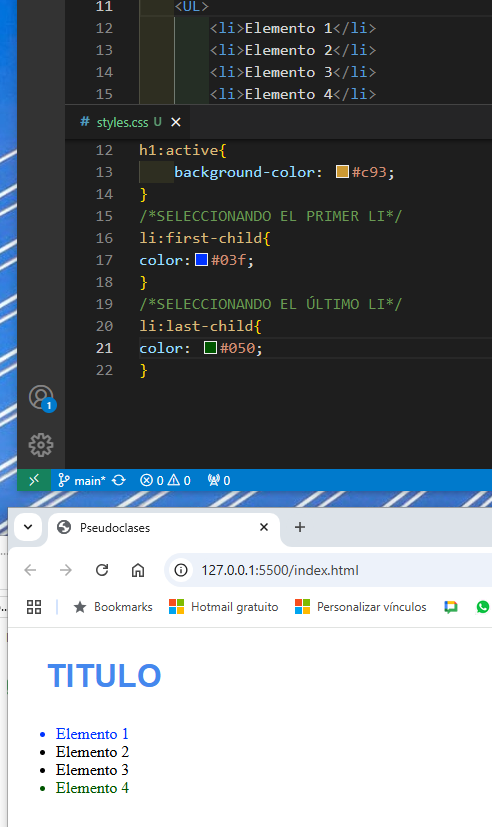 11 <UL>
12 <li>Elemento 1</li>
13 <li>Elemento 2</li>
14 <li>Elemento 3</li>
15 <li>Elemento 4</li>
# styles.css U
12 h1:active{
13 background-color: #c93;
14 }
15 /*SELECCIONANDO EL PRIMER LI*/
16 li:first-child{
17 color: #03f;
18 }
19 /*SELECCIONANDO EL ÚLTIMO LI*/
20 li:last-child{
21 color: #050;
22 }
1
main* 0 0 0
Pseudoclases
127.0.0.1:5500/index.html
Bookmarks Hotmail gratuito Personalizar vínculos
TITULO
• Elemento 1
• Elemento 2
• Elemento 3
• Elemento 4